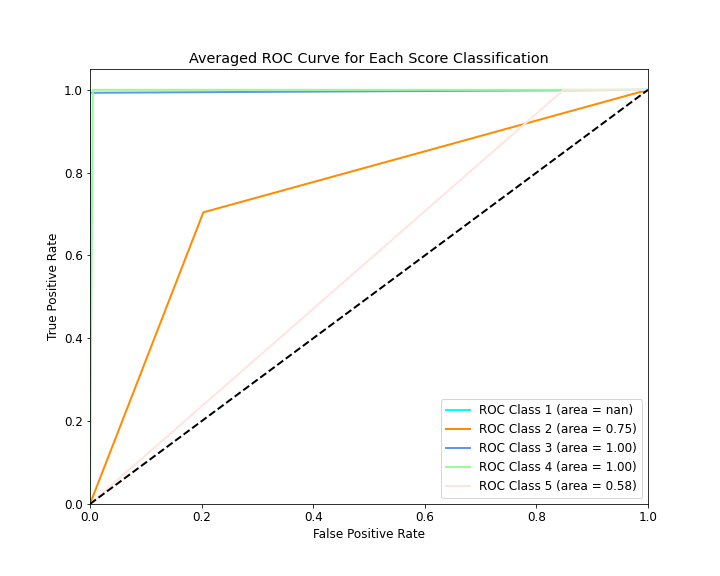 Averaged ROC Curve for Each Score Classification
True Positive Rate
1.0
0.8
0.6
0.4
0.2
0.0
ROC Class 1 (area = nan)
ROC Class 2 (area = 0.75)
ROC Class 3 (area = 1.00)
ROC Class 4 (area = 1.00)
ROC Class 5 (area = 0.58)
0.0 0.2 0.4 0.6 0.8 1.0
False Positive Rate